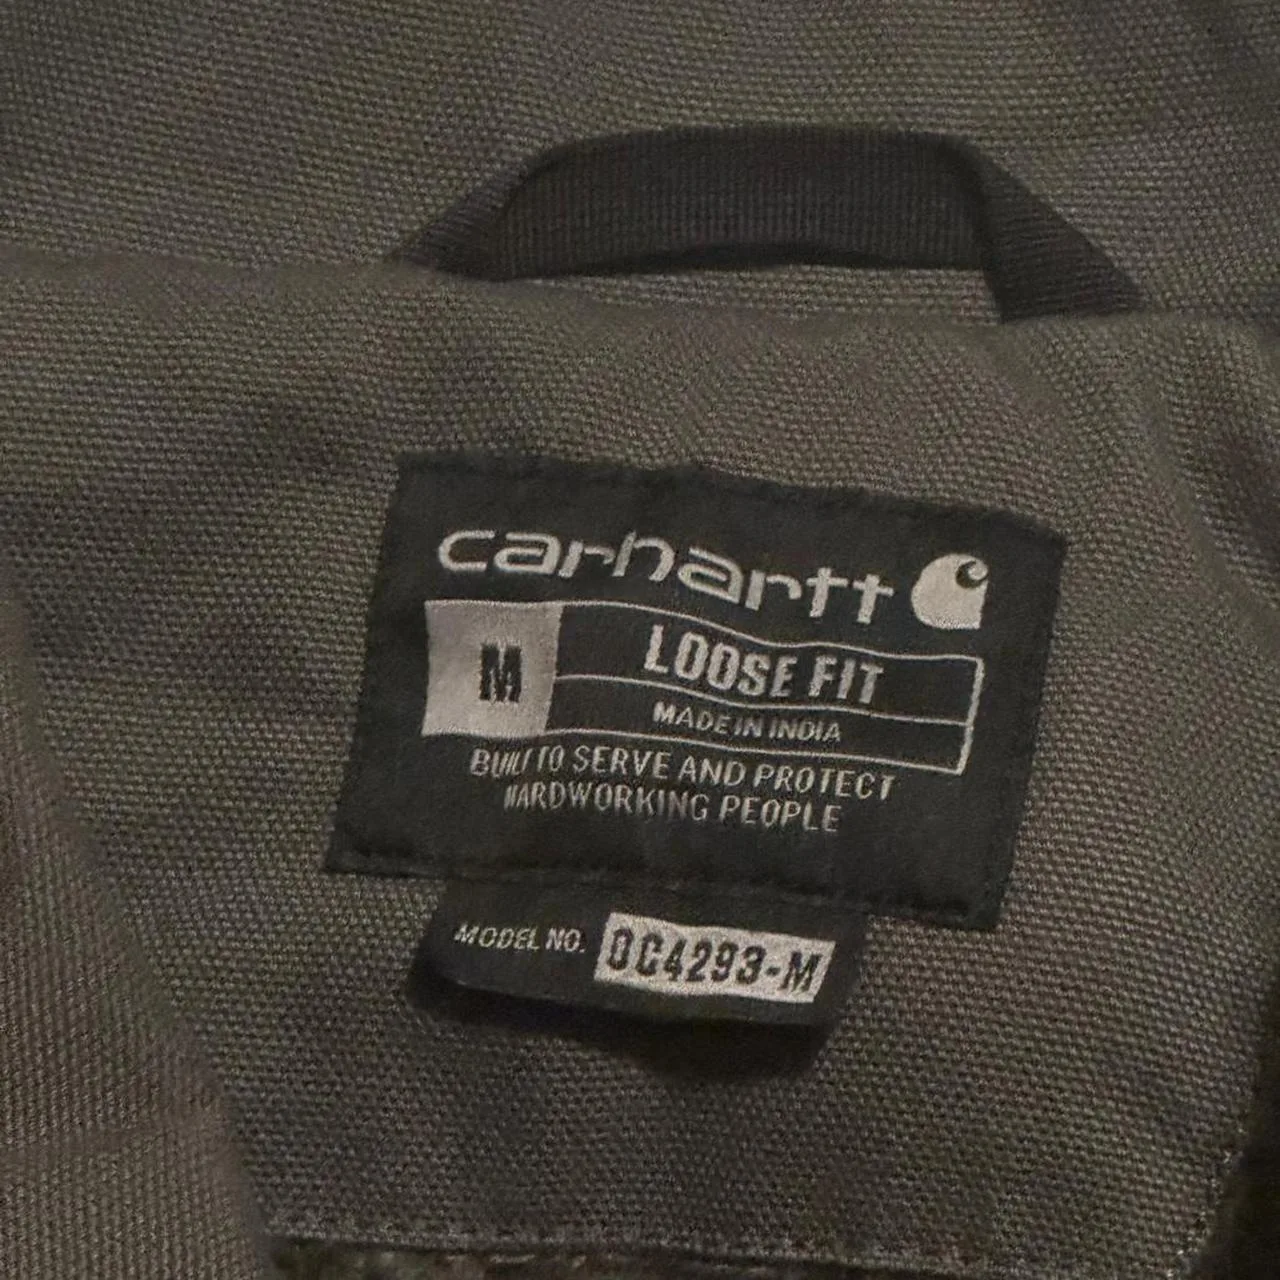 carhartt
M
LOOSE FIT
MADE IN INDIA
BUILT TO SERVE AND PROTECT
HARDWORKING PEOPLE
MODEL NO. OC4293-M